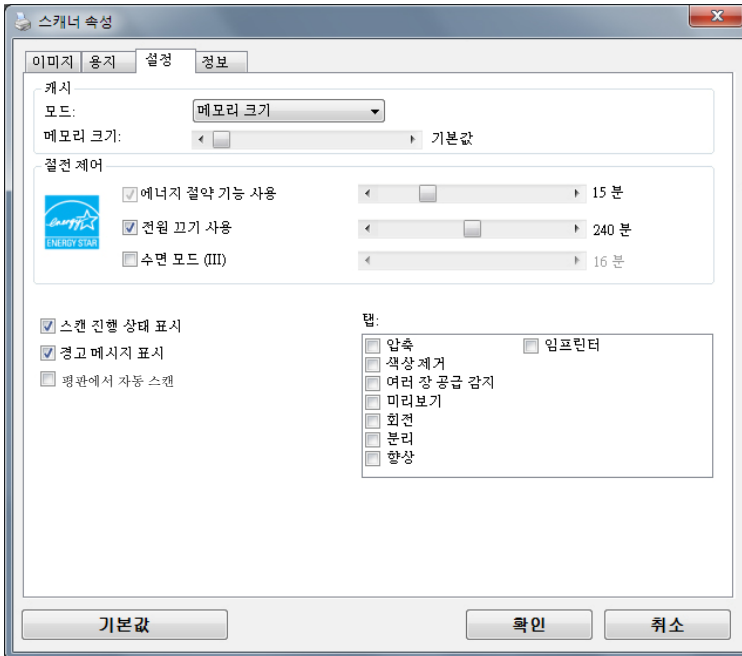 스캐너 속성
이미지 용지 설정 정보
캐시
모드: 메모리 크기
메모리 크기: 기본값
절전 제어
에너지 절약 기능 사용 15 분
energy
ENERGY STAR
전원 끄기 사용 240 분
수면 모드 (III) 16 분
스캔 진행 상태 표시
경고 메시지 표시
평판에서 자동 스캔
탭:
압축 임프린터
색상 제거
여러 장 공급 감지
미리보기
회전
분리
향상
기본값 확인 취소